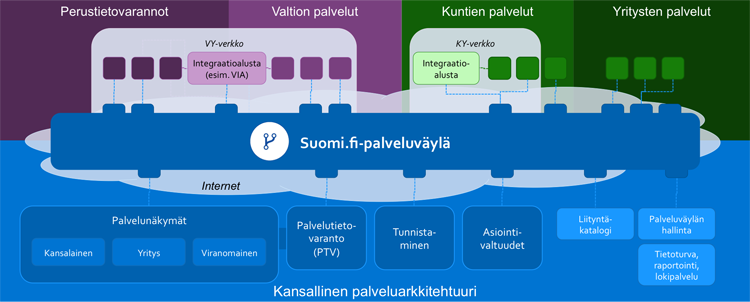 Perustietovarannot
Valtion palvelut
Kuntien palvelut
Yritysten palvelut
VY-verkko
KY-verkko
Integraatioalusta
(esim. VIA)
Integraatio-
alusta
Suomi.fi-palveluväylä
Internet
Palvelunäkymät
Kansalainen
Yritys
Viranomainen
Palvelutieto-
varanto
(PTV)
Tunnista-
minen
Asiointi-
valtuudet
Liityntä-
katalogi
Palveluväylän
hallinta
Tietoturva,
raportointi,
lokipalvelu
Kansallinen palveluarkkitehtuuri